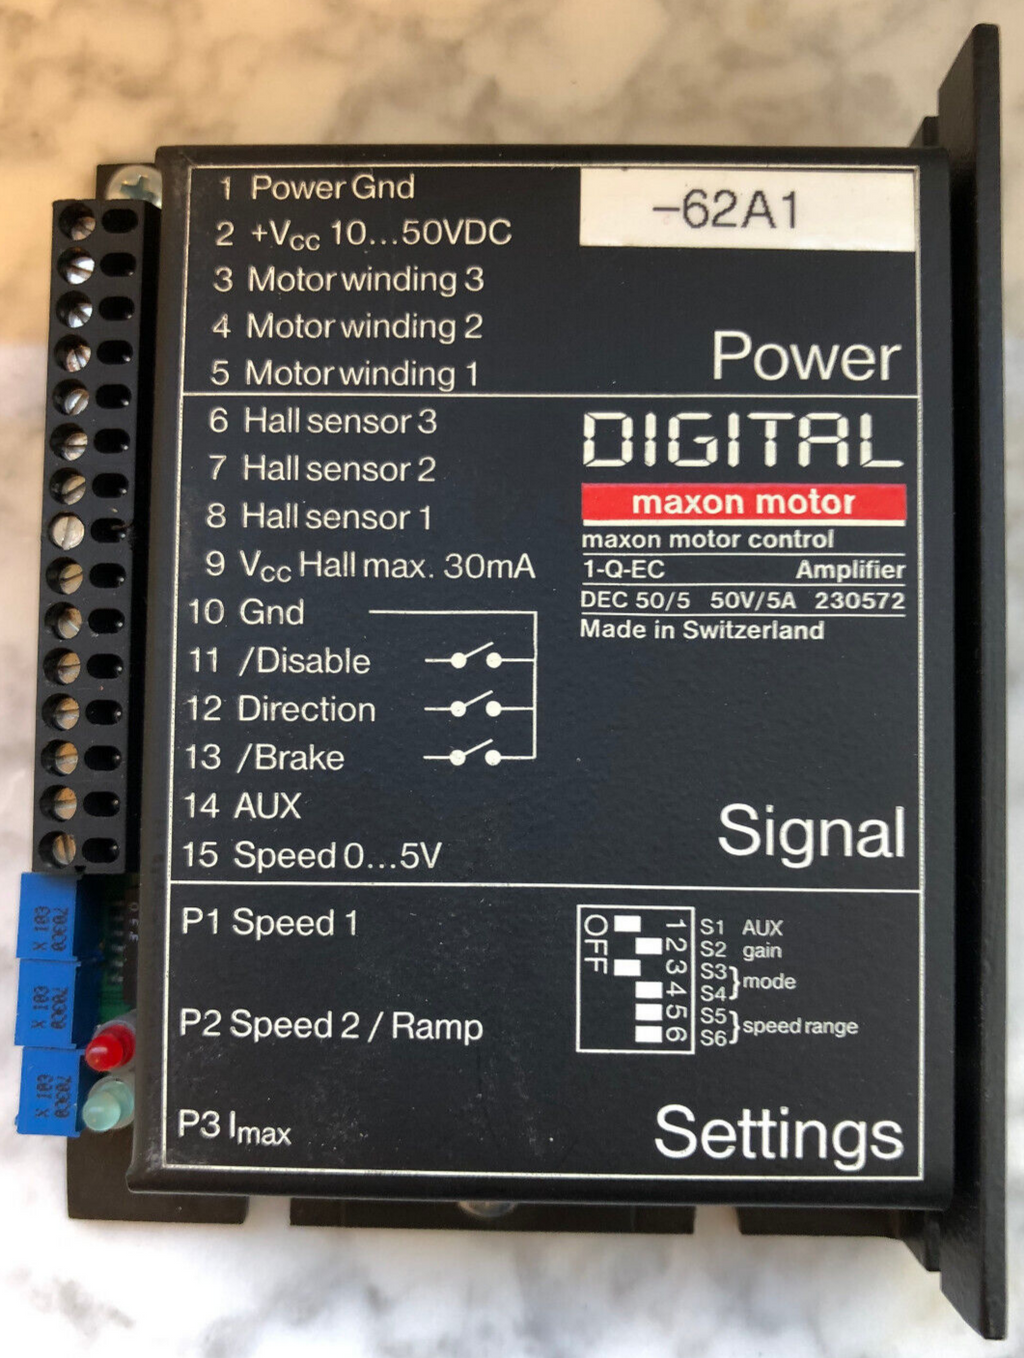 1 Power Gnd
-62A1
2 +Vcc 10...50VDC
3 Motor winding 3
4 Motor winding 2
5 Motor winding 1
Power
6 Hall sensor 3
7 Hall sensor 2
8 Hall sensor 1
9 Vcc Hall max. 30mA
10 Gnd
11 /Disable
12 Direction
13 /Brake
14 AUX
15 Speed 0...5V
DIGITAL
maxon motor
maxon motor control
1-Q-EC Amplifier
DEC 50/5 50V/5A 230572
Made in Switzerland
Signal
P1 Speed 1
P2 Speed 2 / Ramp
P3 Imax
OFF
1 2 3 4 5 6
S1 AUX
S2 gain
S3 } mode
S4
S5 } speed range
S6
Settings
X 103
X 103
X 103